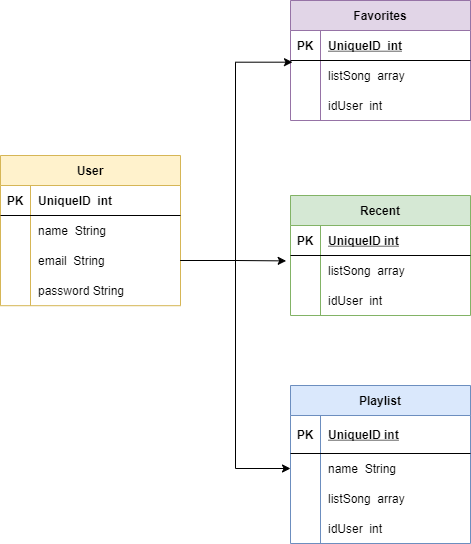 Favorites
PK UniqueID int
listSong array
idUser int
User
PK UniqueID int
name String
email String
password String
Recent
PK UniqueID int
listSong array
idUser int
Playlist
PK UniqueID int
name String
listSong array
idUser int